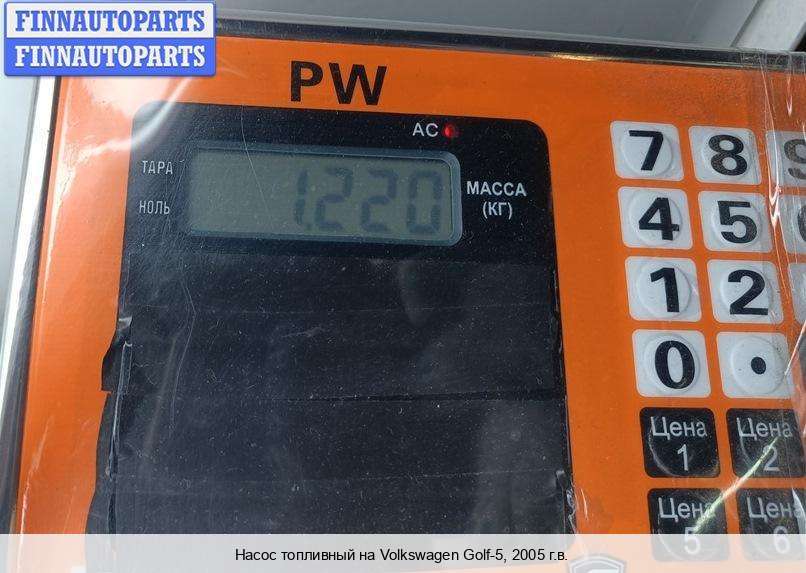 FINNAUTOPARTS
FINNAUTOPARTS
PW
AC
ТАРА
НОЛЬ
1.220
МАССА
(КГ)
7 8 9
4 5
1 2
0 •
Цена 1
Цена 2
Цена 5
Цена 6
Насос топливный на Volkswagen Golf-5, 2005 г.в.